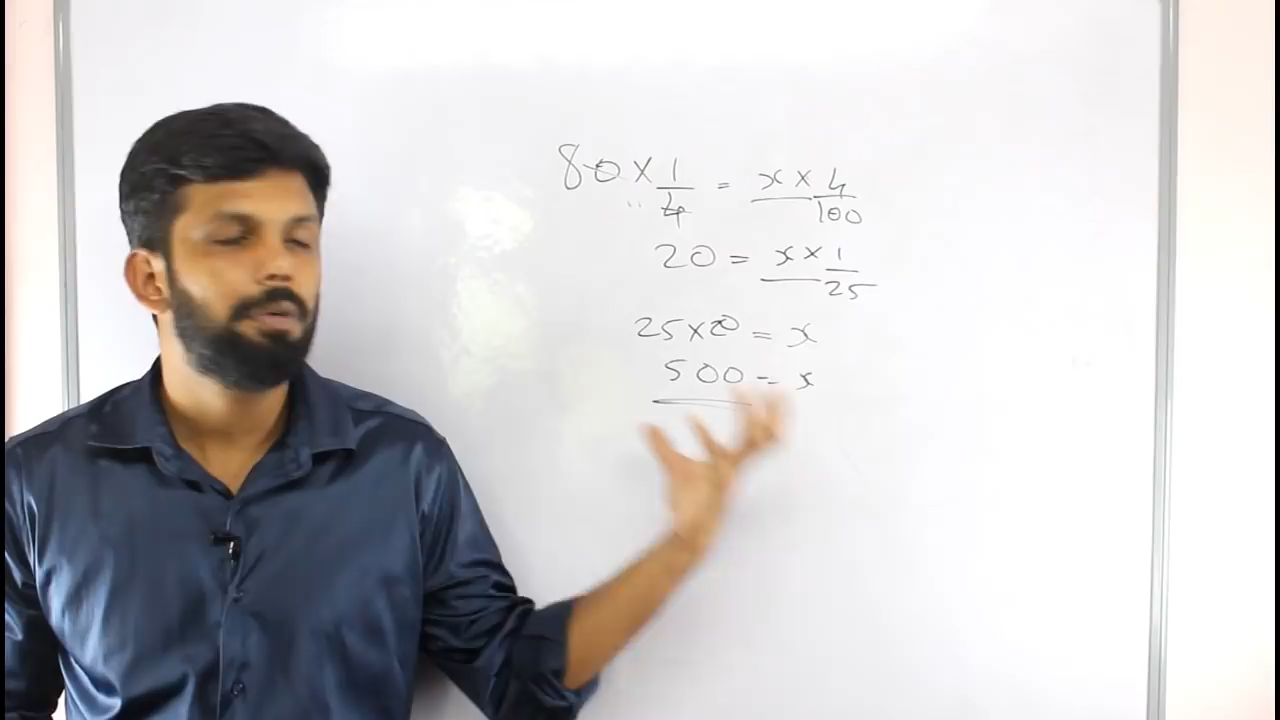 80 × 1/4 = x × 4/100
20 = x × 1/25
25 × 20 = x
500 = x